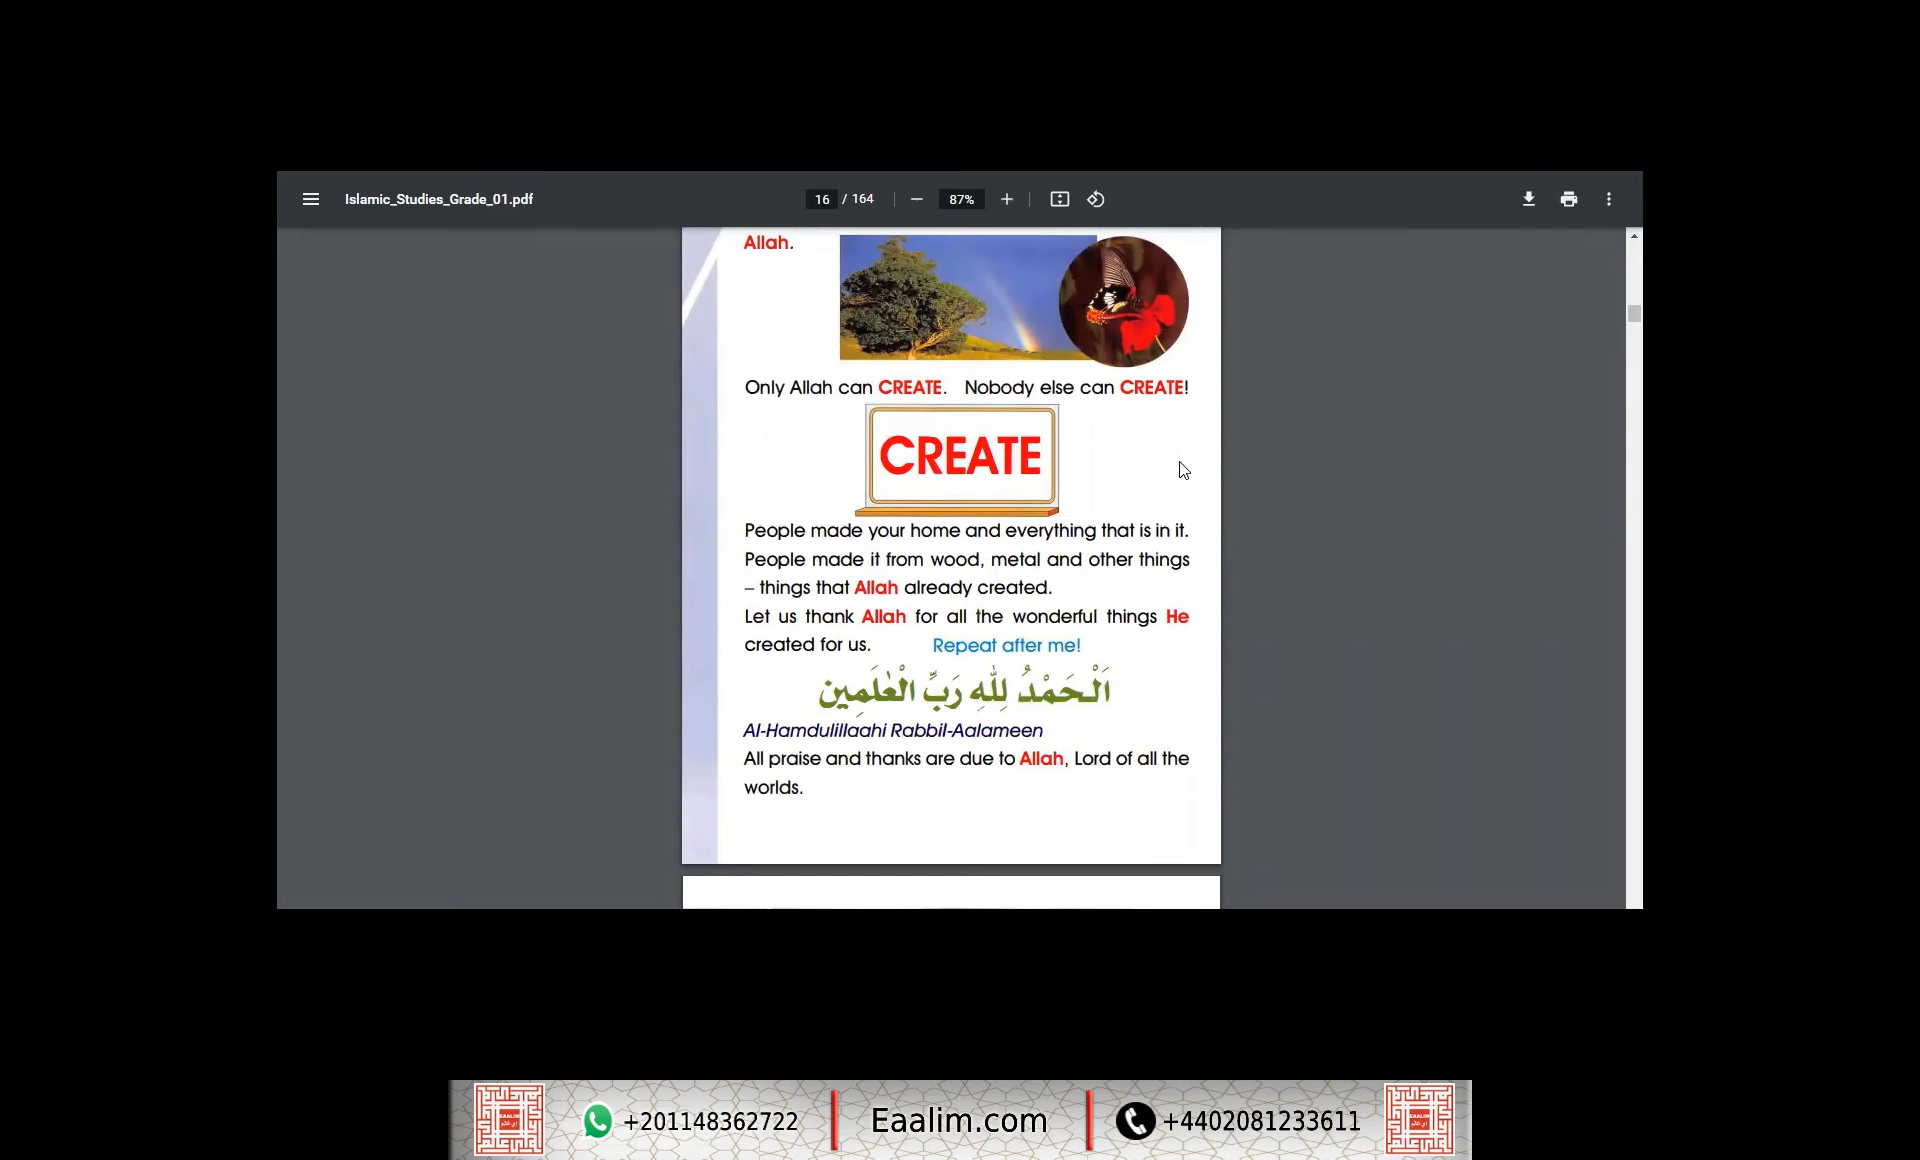 Islamic_Studies_Grade_01.pdf
16 / 164
87%
Allah.
Only Allah can CREATE. Nobody else can CREATE!
CREATE
People made your home and everything that is in it.
People made it from wood, metal and other things
– things that Allah already created.
Let us thank Allah for all the wonderful things He
created for us. Repeat after me!
اَلْحَمْدُ لِلّٰهِ رَبِّ الْعٰلَمِين
Al-Hamdulillaahi Rabbil-Aalameen
All praise and thanks are due to Allah, Lord of all the
worlds.
EAALIM
+201148362722
Eaalim.com
+4402081233611
EAALIM